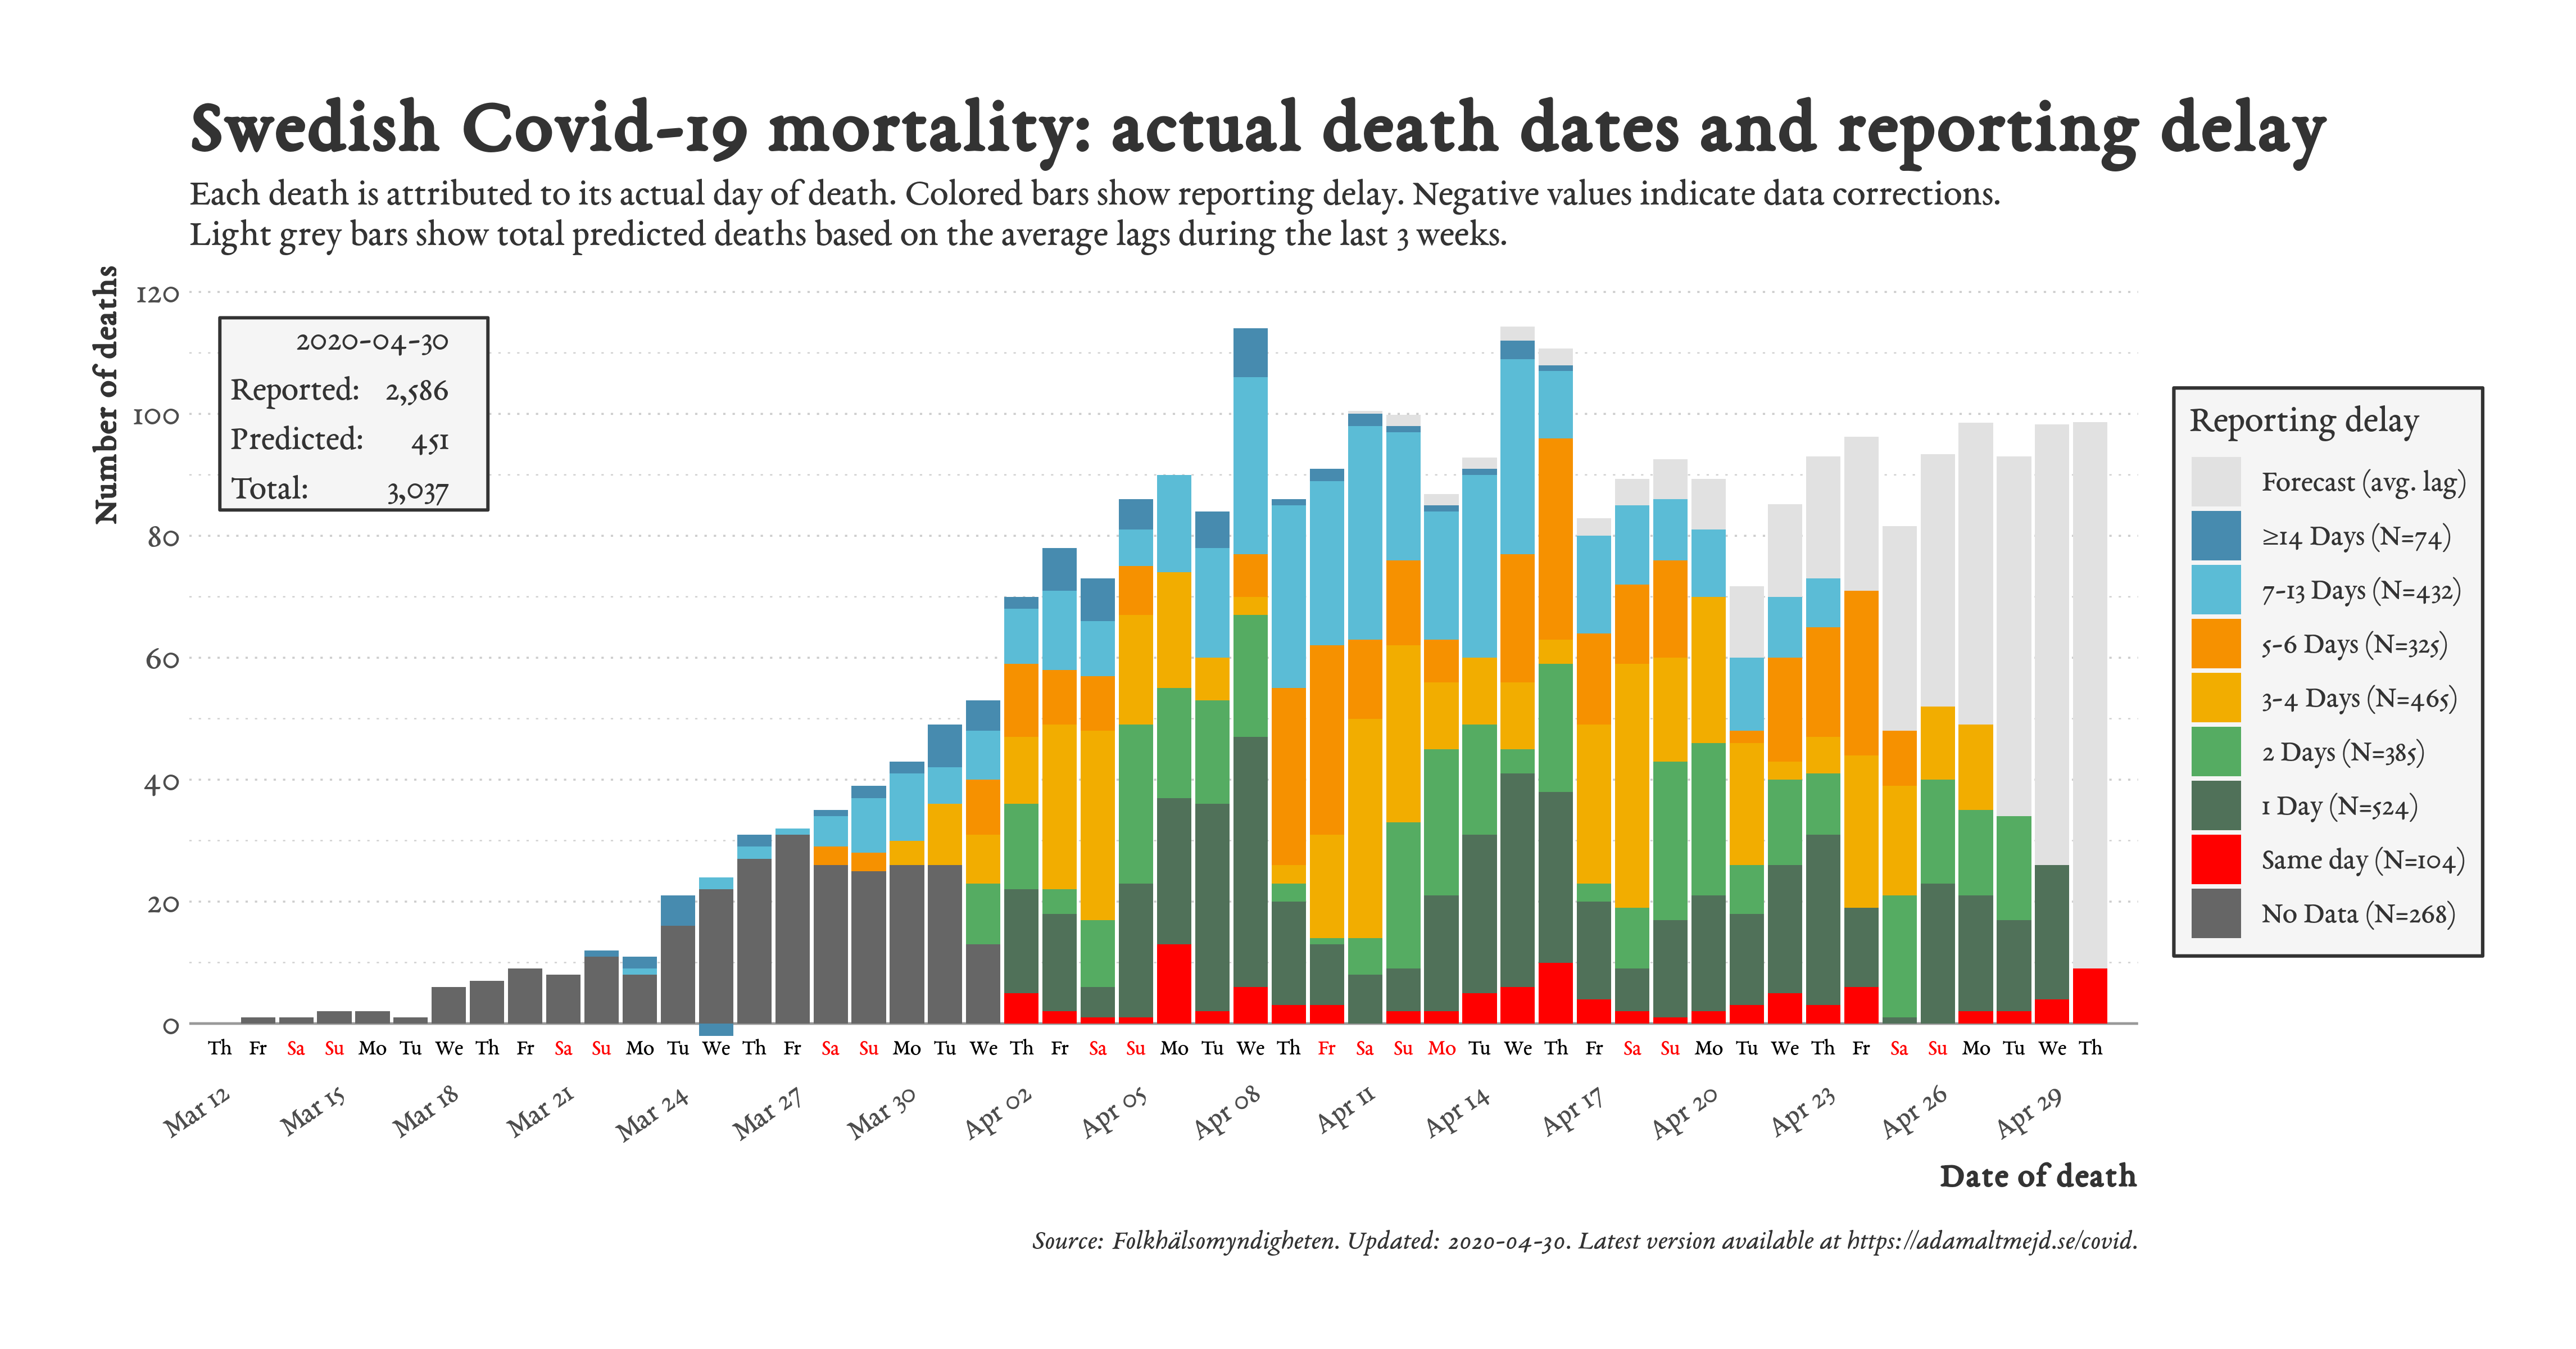 Swedish Covid-19 mortality: actual death dates and reporting delay
Each death is attributed to its actual day of death. Colored bars show reporting delay. Negative values indicate data corrections.
Light grey bars show total predicted deaths based on the average lags during the last 3 weeks.
Number of deaths
120
100
80
60
40
20
0
2020-04-30
Reported: 2,586
Predicted: 451
Total: 3,037
Reporting delay
Forecast (avg. lag)
≥14 Days (N=74)
7-13 Days (N=432)
5-6 Days (N=325)
3-4 Days (N=465)
2 Days (N=385)
1 Day (N=524)
Same day (N=104)
No Data (N=268)
Th Fr Sa Su Mo Tu We Th Fr Sa Su Mo Tu We Th Fr Sa Su Mo Tu We Th Fr Sa Su Mo Tu We Th Fr Sa Su Mo Tu We Th Fr Sa Su Mo Tu We Th Fr Sa Su Mo Tu We Th
Mar 12 Mar 15 Mar 18 Mar 21 Mar 24 Mar 27 Mar 30 Apr 02 Apr 05 Apr 08 Apr 11 Apr 14 Apr 17 Apr 20 Apr 23 Apr 26 Apr 29
Date of death
Source: Folkhälsomyndigheten. Updated: 2020-04-30. Latest version available at https://adamaltmejd.se/covid.